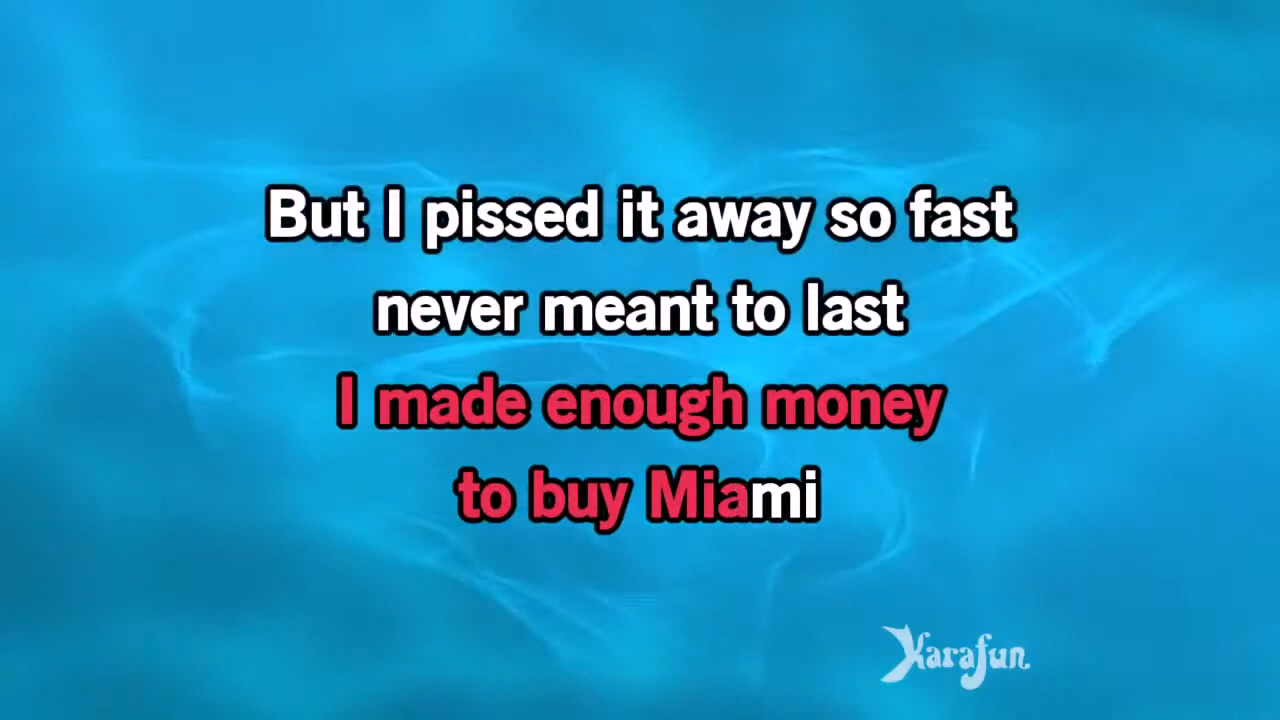 But I pissed it away so fast
never meant to last
I made enough money
to buy Miami
Karafun